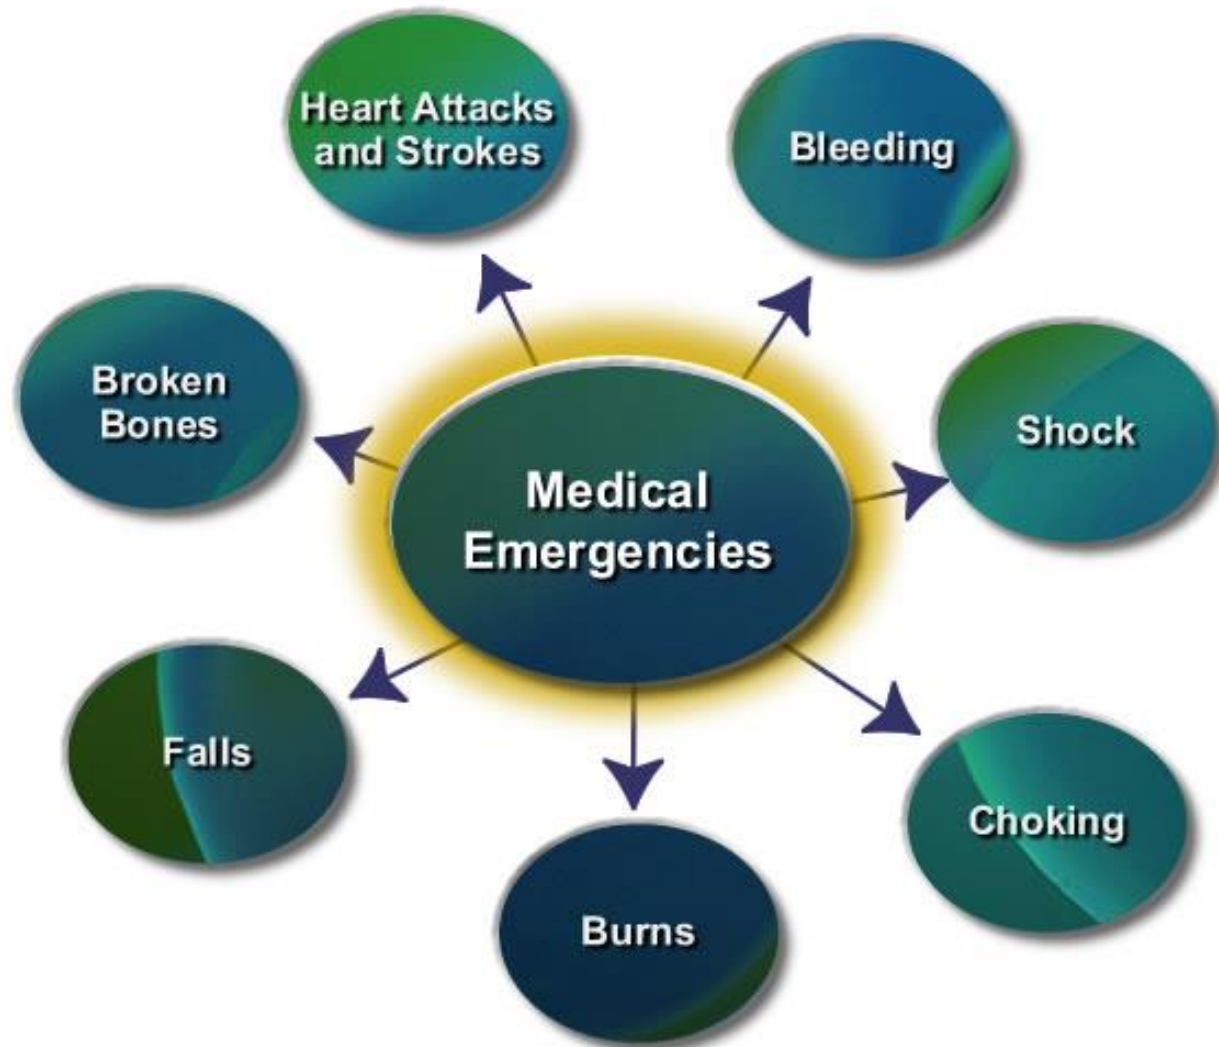 Heart Attacks
and Strokes
Bleeding
Broken
Bones
Shock
Medical
Emergencies
Falls
Choking
Burns